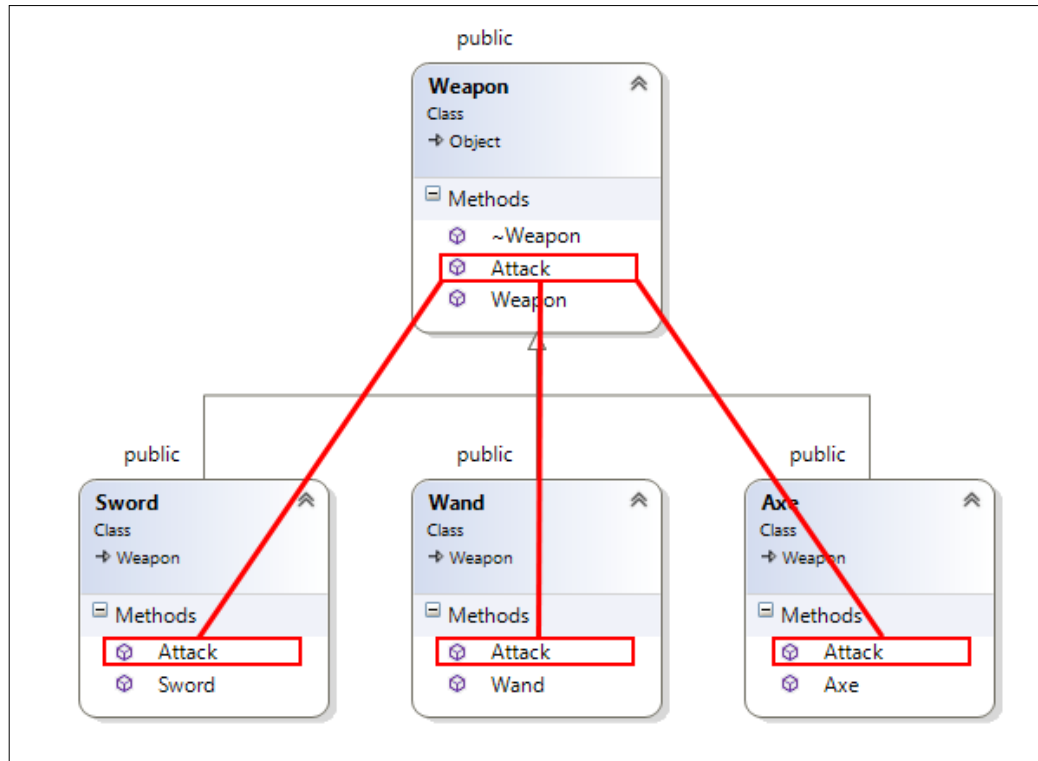 public
Weapon
Class
Object
Methods
~Weapon
Attack
Weapon
public
Sword
Class
Weapon
Methods
Attack
Sword
public
Wand
Class
Weapon
Methods
Attack
Wand
public
Axe
Class
Weapon
Methods
Attack
Axe